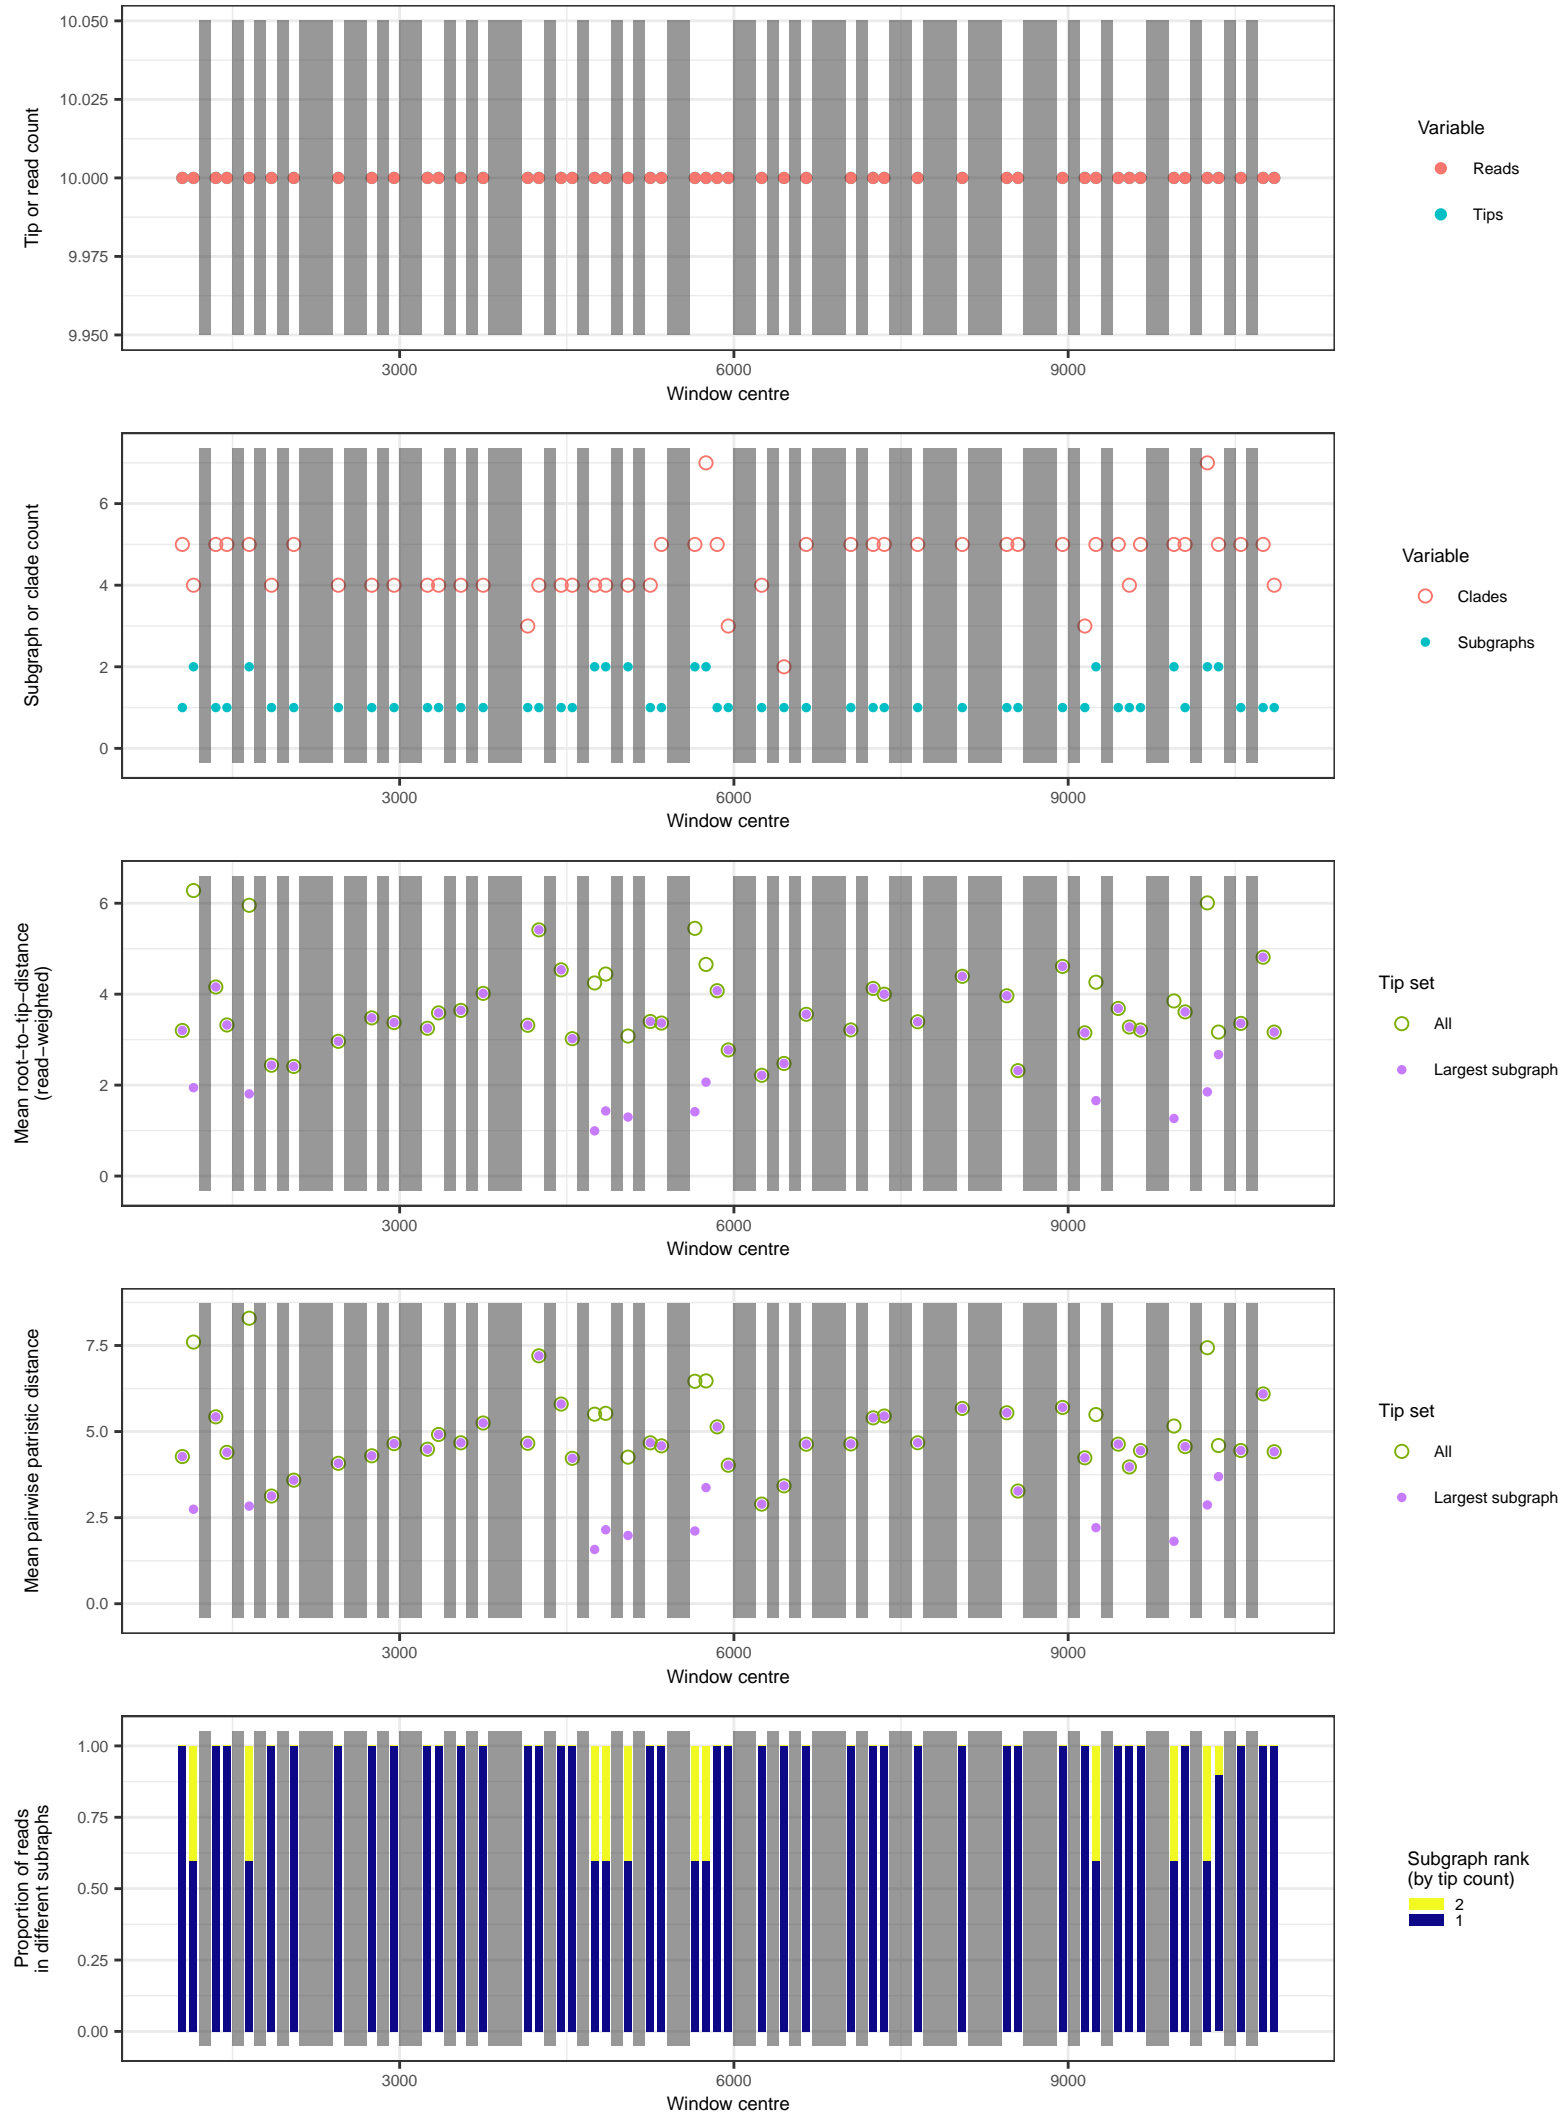 Tip or read count
10.050
10.025
10.000
9.975
9.950
3000
6000
9000
Window centre
Variable
Reads
Tips
Subgraph or clade count
6
4
2
0
3000
6000
9000
Window centre
Variable
Clades
Subgraphs
Mean root−to−tip−distance
(read−weighted)
6
4
2
0
3000
6000
9000
Window centre
Tip set
All
Largest subgraph
Mean pairwise patristic distance
7.5
5.0
2.5
0.0
3000
6000
9000
Window centre
Tip set
All
Largest subgraph
Proportion of reads
in different subraphs
1.00
0.75
0.50
0.25
0.00
3000
6000
9000
Window centre
Subgraph rank
(by tip count)
2
1